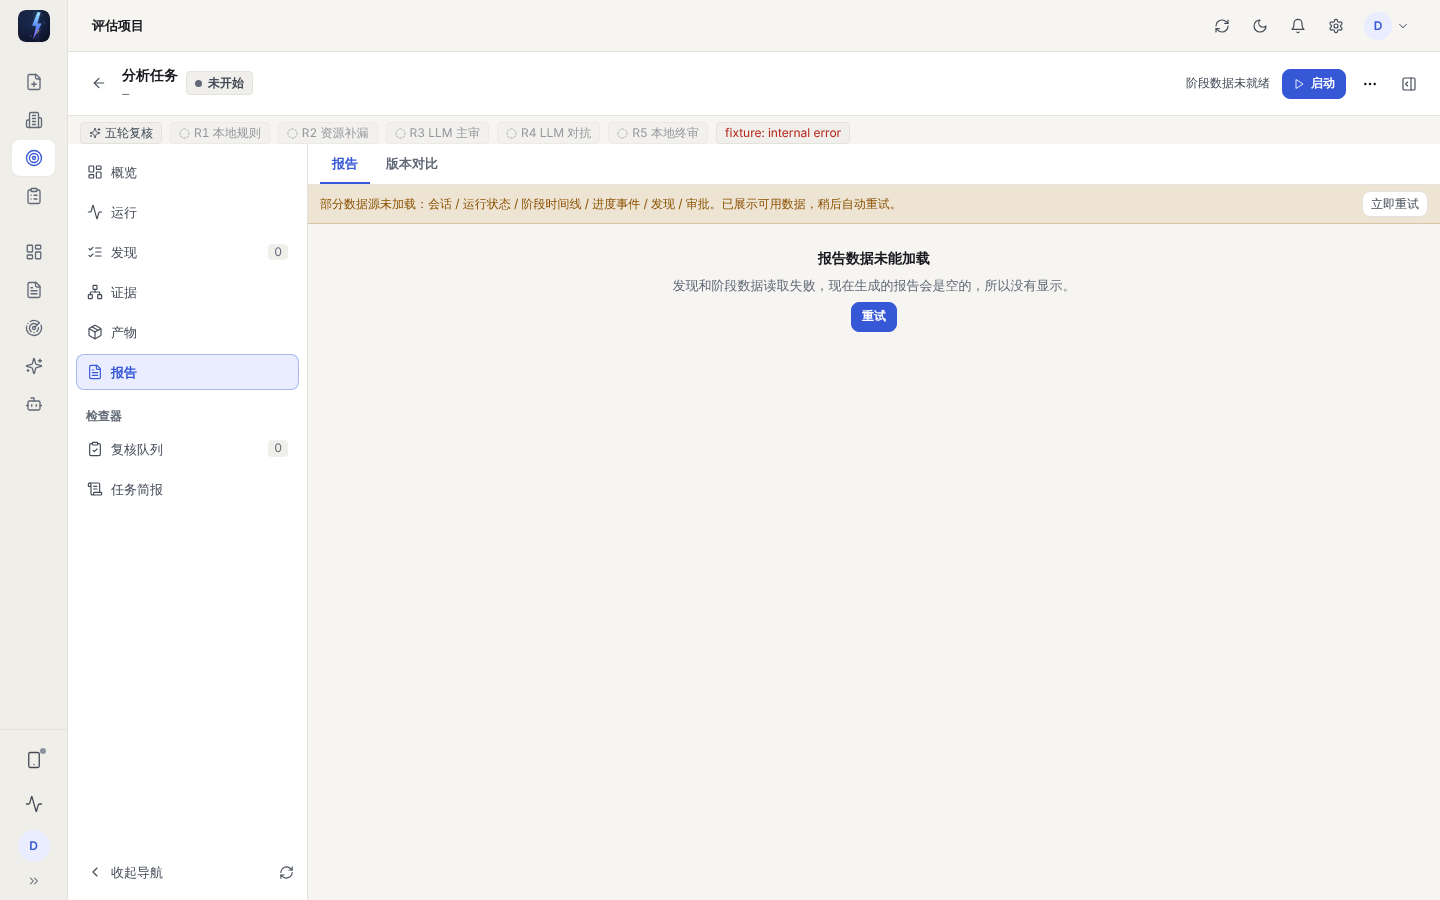 评估项目
D
分析任务
—
未开始
阶段数据未就绪
启动
五轮复核
R1 本地规则
R2 资源补漏
R3 LLM 主审
R4 LLM 对抗
R5 本地终审
fixture: internal error
概览
运行
发现
0
证据
产物
报告
检查器
复核队列
0
任务简报
收起导航
报告
版本对比
部分数据源未加载：会话 / 运行状态 / 阶段时间线 / 进度事件 / 发现 / 审批。已展示可用数据，稍后自动重试。
立即重试
报告数据未能加载
发现和阶段数据读取失败，现在生成的报告会是空的，所以没有显示。
重试
D